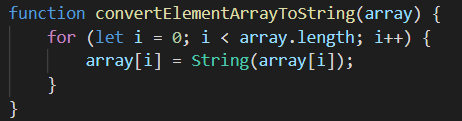 function convertElementArrayToString(array) {
    for (let i = 0; i < array.length; i++) {
        array[i] = String(array[i]);
    }
}